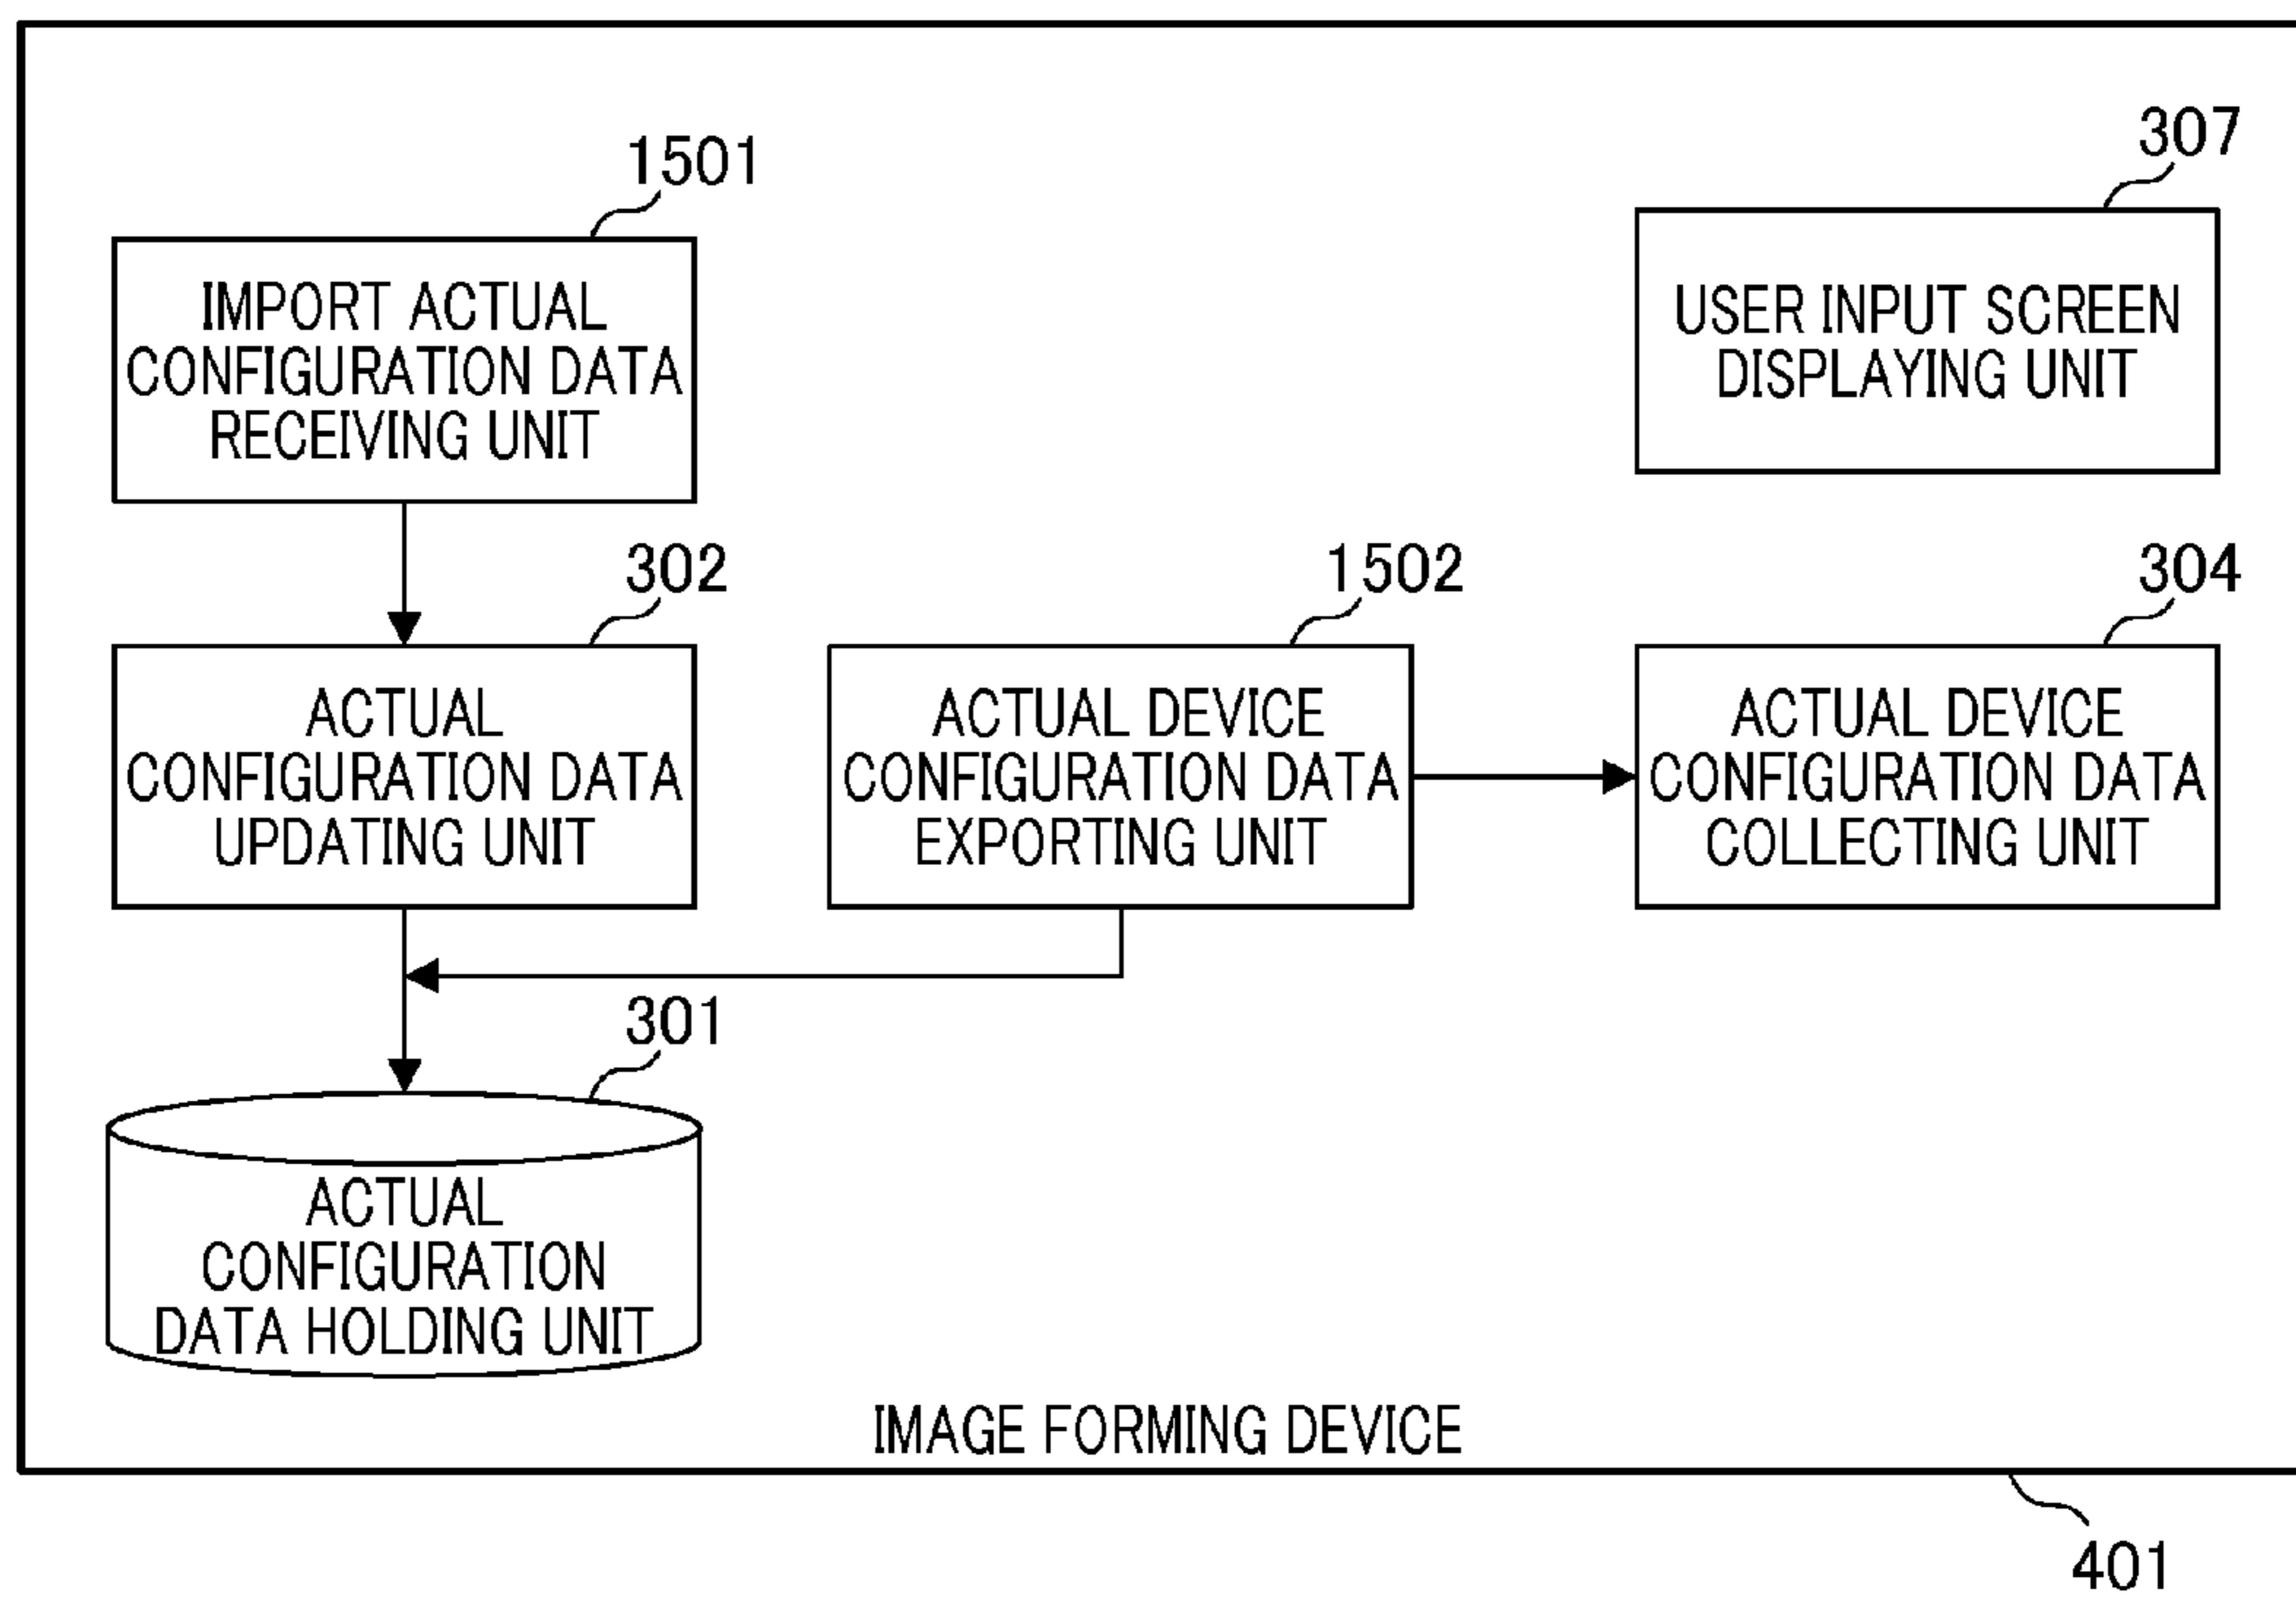 1501
IMPORT ACTUAL
CONFIGURATION DATA
RECEIVING UNIT
307
USER INPUT SCREEN
DISPLAYING UNIT
302
ACTUAL
CONFIGURATION DATA
UPDATING UNIT
1502
ACTUAL DEVICE
CONFIGURATION DATA
EXPORTING UNIT
304
ACTUAL DEVICE
CONFIGURATION DATA
COLLECTING UNIT
301
ACTUAL
CONFIGURATION
DATA HOLDING UNIT
IMAGE FORMING DEVICE
401